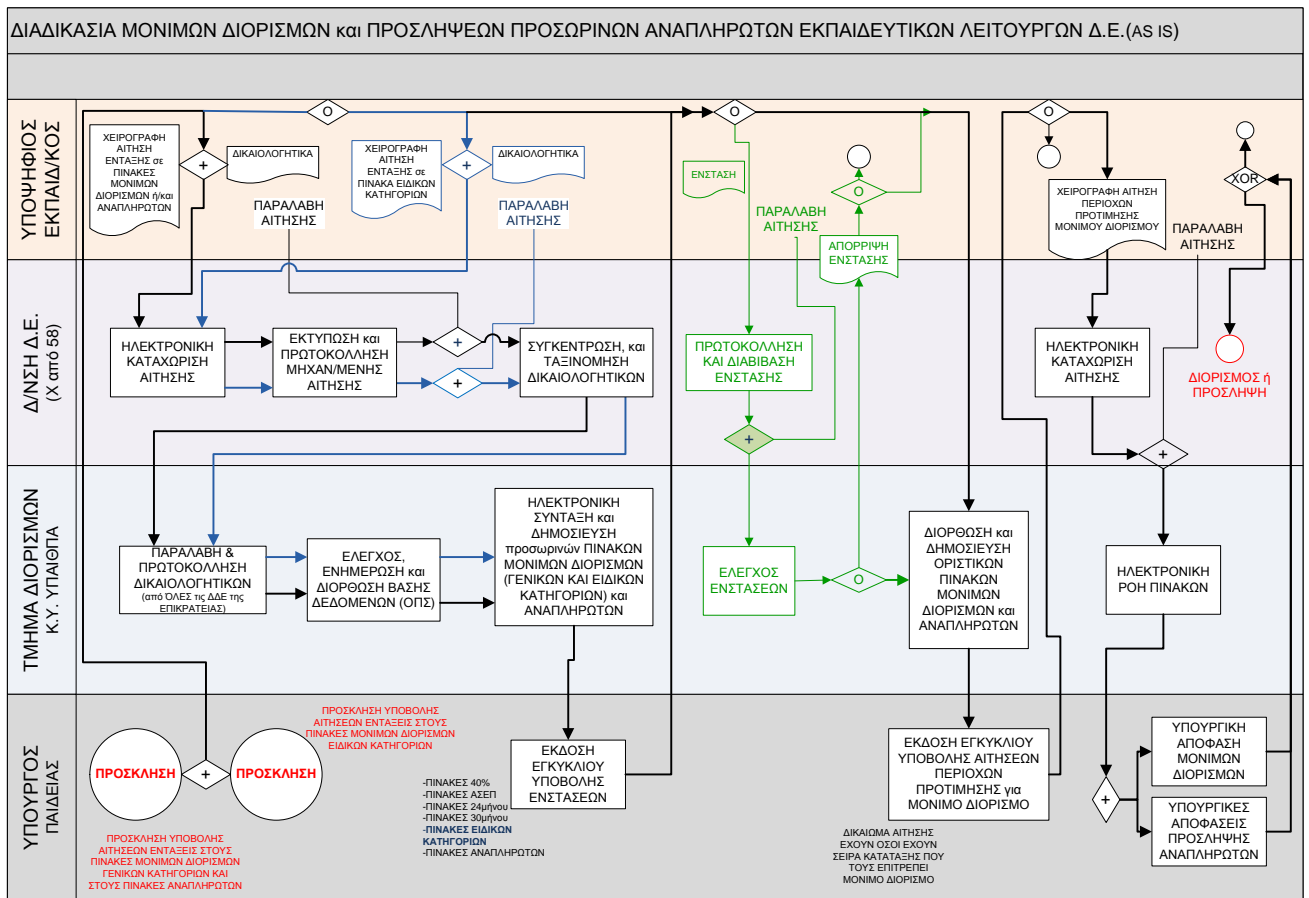 ΔΙΑΔΙΚΑΣΙΑ ΜΟΝΙΜΩΝ ΔΙΟΡΙΣΜΩΝ και ΠΡΟΣΛΗΨΕΩΝ ΠΡΟΣΩΡΙΝΩΝ ΑΝΑΠΛΗΡΩΤΩΝ ΕΚΠΑΙΔΕΥΤΙΚΩΝ ΛΕΙΤΟΥΡΓΩΝ Δ.Ε.(AS IS)
ΥΠΟΨΗΦΙΟΣ
ΕΚΠΑΙΔ/ΚΟΣ
ΧΕΙΡΟΓΡΑΦΗ
ΑΙΤΗΣΗ
ΕΝΤΑΞΗΣ σε
ΠΙΝΑΚΕΣ
ΜΟΝΙΜΩΝ
ΔΙΟΡΙΣΜΩΝ ή/και
ΑΝΑΠΛΗΡΩΤΩΝ
+
ΔΙΚΑΙΟΛΟΓΗΤΙΚΑ
ΠΑΡΑΛΑΒΗ
ΑΙΤΗΣΗΣ
O
ΧΕΙΡΟΓΡΑΦΗ
ΑΙΤΗΣΗ
ΕΝΤΑΞΗΣ σε
ΠΙΝΑΚΑ ΕΙΔΙΚΩΝ
ΚΑΤΗΓΟΡΙΩΝ
+
ΔΙΚΑΙΟΛΟΓΗΤΙΚΑ
ΠΑΡΑΛΑΒΗ
ΑΙΤΗΣΗΣ
O
ΕΝΣΤΑΣΗ
ΠΑΡΑΛΑΒΗ
ΑΙΤΗΣΗΣ
O
ΑΠΟΡΡΙΨΗ
ΕΝΣΤΑΣΗΣ
O
ΧΕΙΡΟΓΡΑΦΗ ΑΙΤΗΣΗ
ΠΕΡΙΟΧΩΝ
ΠΡΟΤΙΜΗΣΗΣ
ΜΟΝΙΜΟΥ ΔΙΟΡΙΣΜΟΥ
ΠΑΡΑΛΑΒΗ
ΑΙΤΗΣΗΣ
XOR
Δ/ΝΣΗ Δ.Ε.
(Χ από 58)
ΗΛΕΚΤΡΟΝΙΚΗ
ΚΑΤΑΧΩΡΙΣΗ
ΑΙΤΗΣΗΣ
ΕΚΤΥΠΩΣΗ και
ΠΡΩΤΟΚΟΛΛΗΣΗ
ΜΗΧΑΝ/ΜΕΝΗΣ
ΑΙΤΗΣΗΣ
+
+
ΣΥΓΚΕΝΤΡΩΣΗ, και
ΤΑΞΙΝΟΜΗΣΗ
ΔΙΚΑΙΟΛΟΓΗΤΙΚΩΝ
ΠΡΩΤΟΚΟΛΛΗΣΗ
ΚΑΙ ΔΙΑΒΙΒΑΣΗ
ΕΝΣΤΑΣΗΣ
+
ΗΛΕΚΤΡΟΝΙΚΗ
ΚΑΤΑΧΩΡΙΣΗ
ΑΙΤΗΣΗΣ
+
ΔΙΟΡΙΣΜΟΣ ή
ΠΡΟΣΛΗΨΗ
ΤΜΗΜΑ ΔΙΟΡΙΣΜΩΝ
Κ.Υ. ΥΠΑΙΘΠΑ
ΠΑΡΑΛΑΒΗ &
ΠΡΩΤΟΚΟΛΛΗΣΗ
ΔΙΚΑΙΟΛΟΓΗΤΙΚΩΝ
(από ΌΛΕΣ τις ΔΔΕ της
ΕΠΙΚΡΑΤΕΙΑΣ)
ΕΛΕΓΧΟΣ,
ΕΝΗΜΕΡΩΣΗ και
ΔΙΟΡΘΩΣΗ ΒΑΣΗΣ
ΔΕΔΟΜΕΝΩΝ (ΟΠΣ)
ΗΛΕΚΤΡΟΝΙΚΗ
ΣΥΝΤΑΞΗ και
ΔΗΜΟΣΙΕΥΣΗ
προσωρινών ΠΙΝΑΚΩΝ
ΜΟΝΙΜΩΝ ΔΙΟΡΙΣΜΩΝ
(ΓΕΝΙΚΩΝ ΚΑΙ ΕΙΔΙΚΩΝ
ΚΑΤΗΓΟΡΙΩΝ) και
ΑΝΑΠΛΗΡΩΤΩΝ
ΕΛΕΓΧΟΣ
ΕΝΣΤΑΣΕΩΝ
O
ΔΙΟΡΘΩΣΗ και
ΔΗΜΟΣΙΕΥΣΗ
ΟΡΙΣΤΙΚΩΝ
ΠΙΝΑΚΩΝ
ΜΟΝΙΜΩΝ
ΔΙΟΡΙΣΜΩΝ και
ΑΝΑΠΛΗΡΩΤΩΝ
ΗΛΕΚΤΡΟΝΙΚΗ
ΡΟΗ ΠΙΝΑΚΩΝ
ΥΠΟΥΡΓΟΣ
ΠΑΙΔΕΙΑΣ
ΠΡΟΣΚΛΗΣΗ
+
ΠΡΟΣΚΛΗΣΗ
ΠΡΟΣΚΛΗΣΗ ΥΠΟΒΟΛΗΣ
ΑΙΤΗΣΕΩΝ ΕΝΤΑΞΕΙΣ ΣΤΟΥΣ
ΠΙΝΑΚΕΣ ΜΟΝΙΜΩΝ ΔΙΟΡΙΣΜΩΝ
ΕΙΔΙΚΩΝ ΚΑΤΗΓΟΡΙΩΝ
ΠΡΟΣΚΛΗΣΗ ΥΠΟΒΟΛΗΣ
ΑΙΤΗΣΕΩΝ ΕΝΤΑΞΕΙΣ ΣΤΟΥΣ
ΠΙΝΑΚΕΣ ΜΟΝΙΜΩΝ ΔΙΟΡΙΣΜΩΝ
ΓΕΝΙΚΩΝ ΚΑΤΗΓΟΡΙΩΝ ΚΑΙ
ΣΤΟΥΣ ΠΙΝΑΚΕΣ ΑΝΑΠΛΗΡΩΤΩΝ
-ΠΙΝΑΚΕΣ 40%
-ΠΙΝΑΚΕΣ ΑΣΕΠ
-ΠΙΝΑΚΕΣ 24μήνου
-ΠΙΝΑΚΕΣ 30μήνου
-ΠΙΝΑΚΕΣ ΕΙΔΙΚΩΝ
ΚΑΤΗΓΟΡΙΩΝ
-ΠΙΝΑΚΕΣ ΑΝΑΠΛΗΡΩΤΩΝ
ΕΚΔΟΣΗ
ΕΓΚΥΚΛΙΟΥ
ΥΠΟΒΟΛΗΣ
ΕΝΣΤΑΣΕΩΝ
ΕΚΔΟΣΗ ΕΓΚΥΚΛΙΟΥ
ΥΠΟΒΟΛΗΣ ΑΙΤΗΣΕΩΝ
ΠΕΡΙΟΧΩΝ
ΠΡΟΤΙΜΗΣΗΣ για
ΜΟΝΙΜΟ ΔΙΟΡΙΣΜΟ
ΔΙΚΑΙΩΜΑ ΑΙΤΗΣΗΣ
ΕΧΟΥΝ ΟΣΟΙ ΕΧΟΥΝ
ΣΕΙΡΑ ΚΑΤΑΤΑΞΗΣ ΠΟΥ
ΤΟΥΣ ΕΠΙΤΡΕΠΕΙ
ΜΟΝΙΜΟ ΔΙΟΡΙΣΜΟ
+
ΥΠΟΥΡΓΙΚΗ
ΑΠΟΦΑΣΗ
ΜΟΝΙΜΩΝ
ΔΙΟΡΙΣΜΩΝ
ΥΠΟΥΡΓΙΚΕΣ
ΑΠΟΦΑΣΕΙΣ
ΠΡΟΣΛΗΨΗΣ
ΑΝΑΠΛΗΡΩΤΩΝ